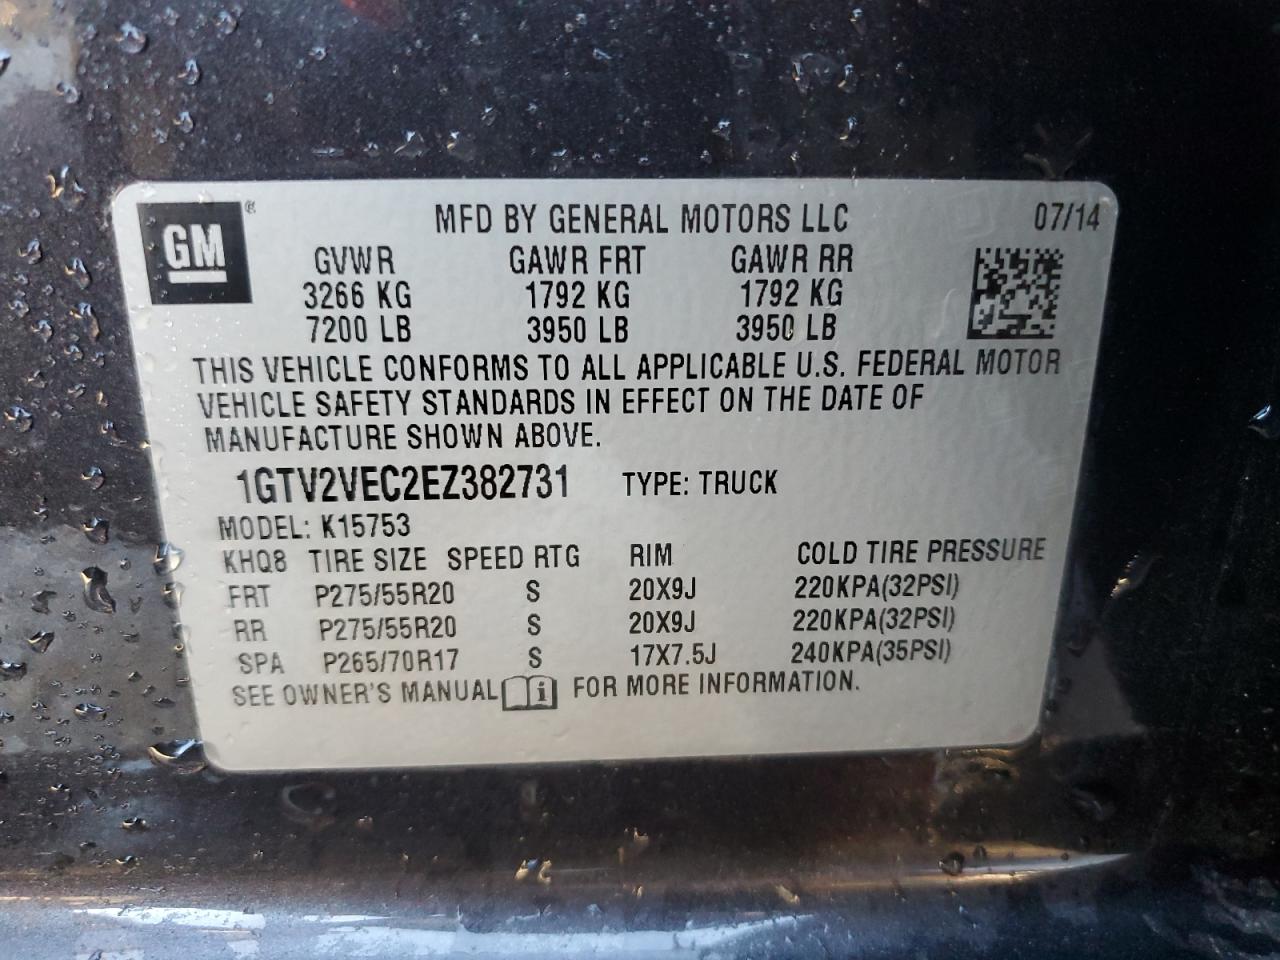 GM ® MFD BY GENERAL MOTORS LLC 07/14
GVWR GAWR FRT GAWR RR
3266 KG 1792 KG 1792 KG
7200 LB 3950 LB 3950 LB
THIS VEHICLE CONFORMS TO ALL APPLICABLE U.S. FEDERAL MOTOR
VEHICLE SAFETY STANDARDS IN EFFECT ON THE DATE OF
MANUFACTURE SHOWN ABOVE.
1GTV2VEC2EZ382731 TYPE: TRUCK
MODEL: K15753
KHQ8 TIRE SIZE SPEED RTG RIM COLD TIRE PRESSURE
FRT P275/55R20 S 20X9J 220KPA(32PSI)
RR P275/55R20 S 20X9J 220KPA(32PSI)
SPA P265/70R17 S 17X7.5J 240KPA(35PSI)
SEE OWNER'S MANUAL i FOR MORE INFORMATION.